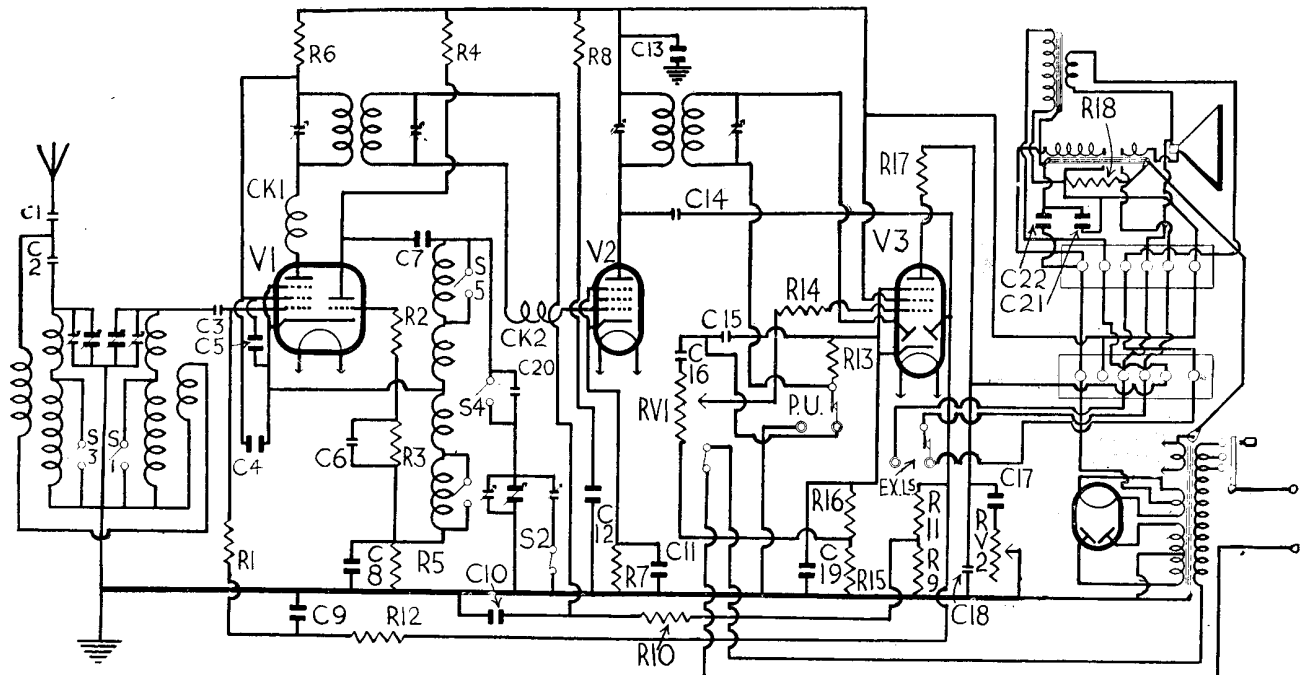 R6
R4
R8
C13
R18
C1
C
2
CK1
R17
C14
V1
C7
S
5
V2
V3
C22
C21
R14
C3
C5
R2
CK2
C15
C
16
R13
C20
S4
RV1
P.U.
S
3
S
1
C4
C6
R3
EX.LS
C17
R16
R
11
R
V2
C
12
S2
C11
R1
C
8
R5
R7
C
19
R15
R
9
C10
C18
C9
R12
R10